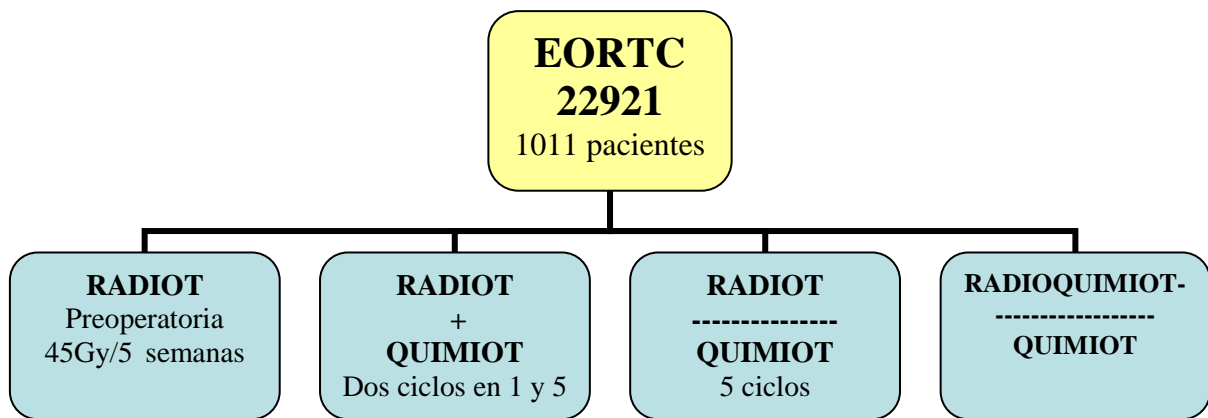 EORTC
22921
1011 pacientes
RADIOT
Preoperatoria
45Gy/5 semanas
RADIOT
+
QUIMIOT
Dos ciclos en 1 y 5
RADIOT
---------------
QUIMIOT
5 ciclos
RADIOQUIMIOT-
------------------
QUIMIOT